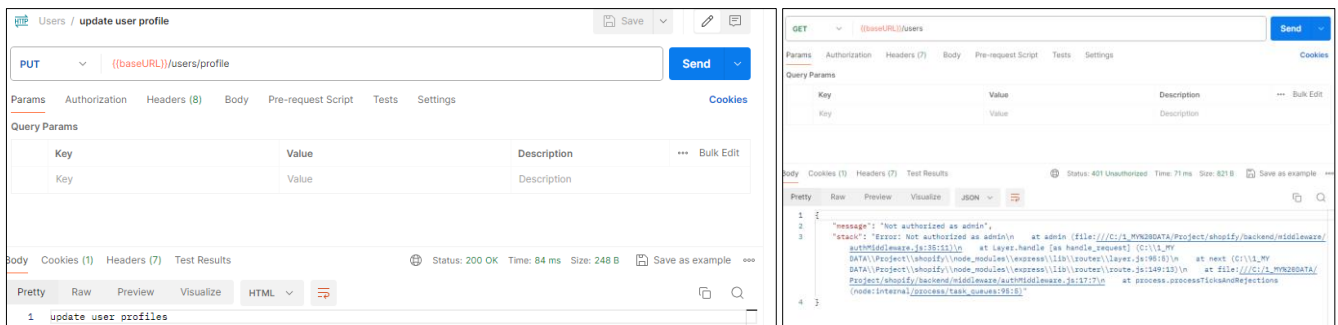 HTTP Users / update user profile Save
PUT {{baseURL}}/users/profile Send
Params Authorization Headers (8) Body Pre-request Script Tests Settings Cookies
Query Params
Key Value Description ••• Bulk Edit
Key Value Description
Body Cookies (1) Headers (7) Test Results Status: 200 OK Time: 84 ms Size: 248 B Save as example •••
Pretty Raw Preview Visualize HTML
1 update user profiles
GET {{baseURL}}/users Send
Params Authorization Headers (7) Body Pre-request Script Tests Settings Cookies
Query Params
Key Value Description ••• Bulk Edit
Key Value Description
Body Cookies (1) Headers (7) Test Results Status: 401 Unauthorized Time: 71 ms Size: 821 B Save as example •••
Pretty Raw Preview Visualize JSON
1 {
2 "message": "Not authorized as admin",
3 "stack": "Error: Not authorized as admin\n at admin (file:///C:/1_MY%20DATA/Project/shopify/backend/middleware/
authMiddleware.js:35:11)\n at Layer.handle [as handle_request] (C:\\1_MY
DATA\\Project\\shopify\\node_modules\\express\\lib\\router\\layer.js:95:5)\n at next (C:\\1_MY
DATA\\Project\\shopify\\node_modules\\express\\lib\\router\\route.js:149:13)\n at file:///C:/1_MY%20DATA/
Project/shopify/backend/middleware/authMiddleware.js:17:7\n at process.processTicksAndRejections
(node:internal/process/task_queues:95:5)"
4 }